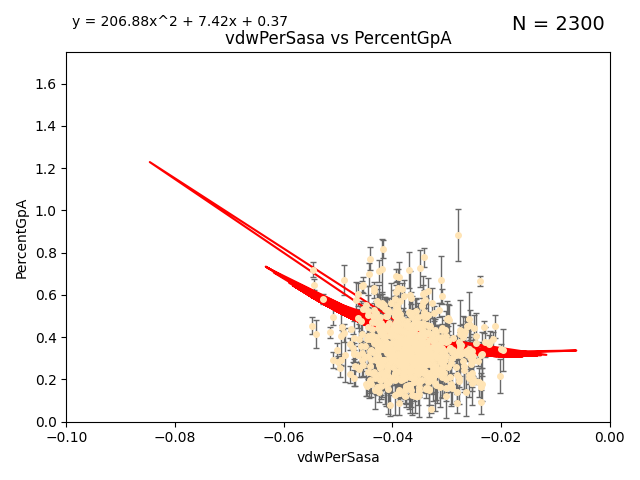 y = 206.88x^2 + 7.42x + 0.37
N = 2300
vdwPerSasa vs PercentGpA
1.6
1.4
1.2
1.0
0.8
0.6
0.4
0.2
0.0
PercentGpA
−0.10 −0.08 −0.06 −0.04 −0.02 0.00
vdwPerSasa